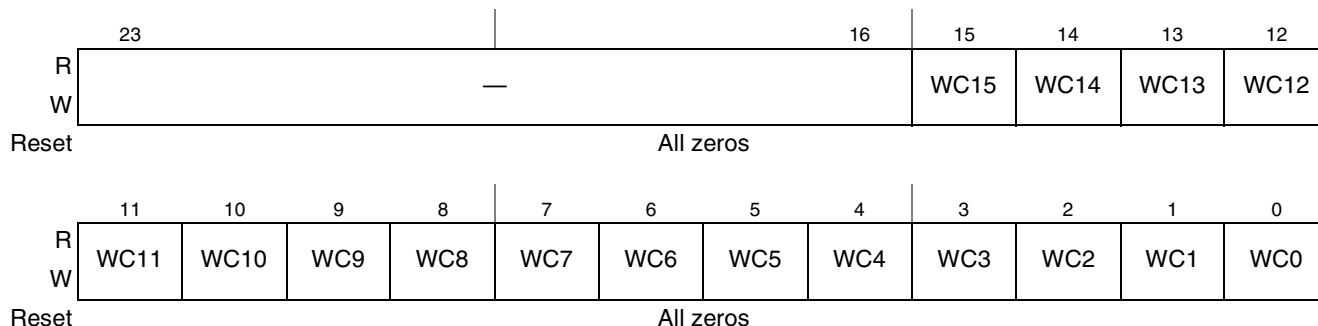 23 16 15 14 13 12
R
W
— WC15 WC14 WC13 WC12
Reset All zeros
11 10 9 8 7 6 5 4 3 2 1 0
R
W
WC11 WC10 WC9 WC8 WC7 WC6 WC5 WC4 WC3 WC2 WC1 WC0
Reset All zeros